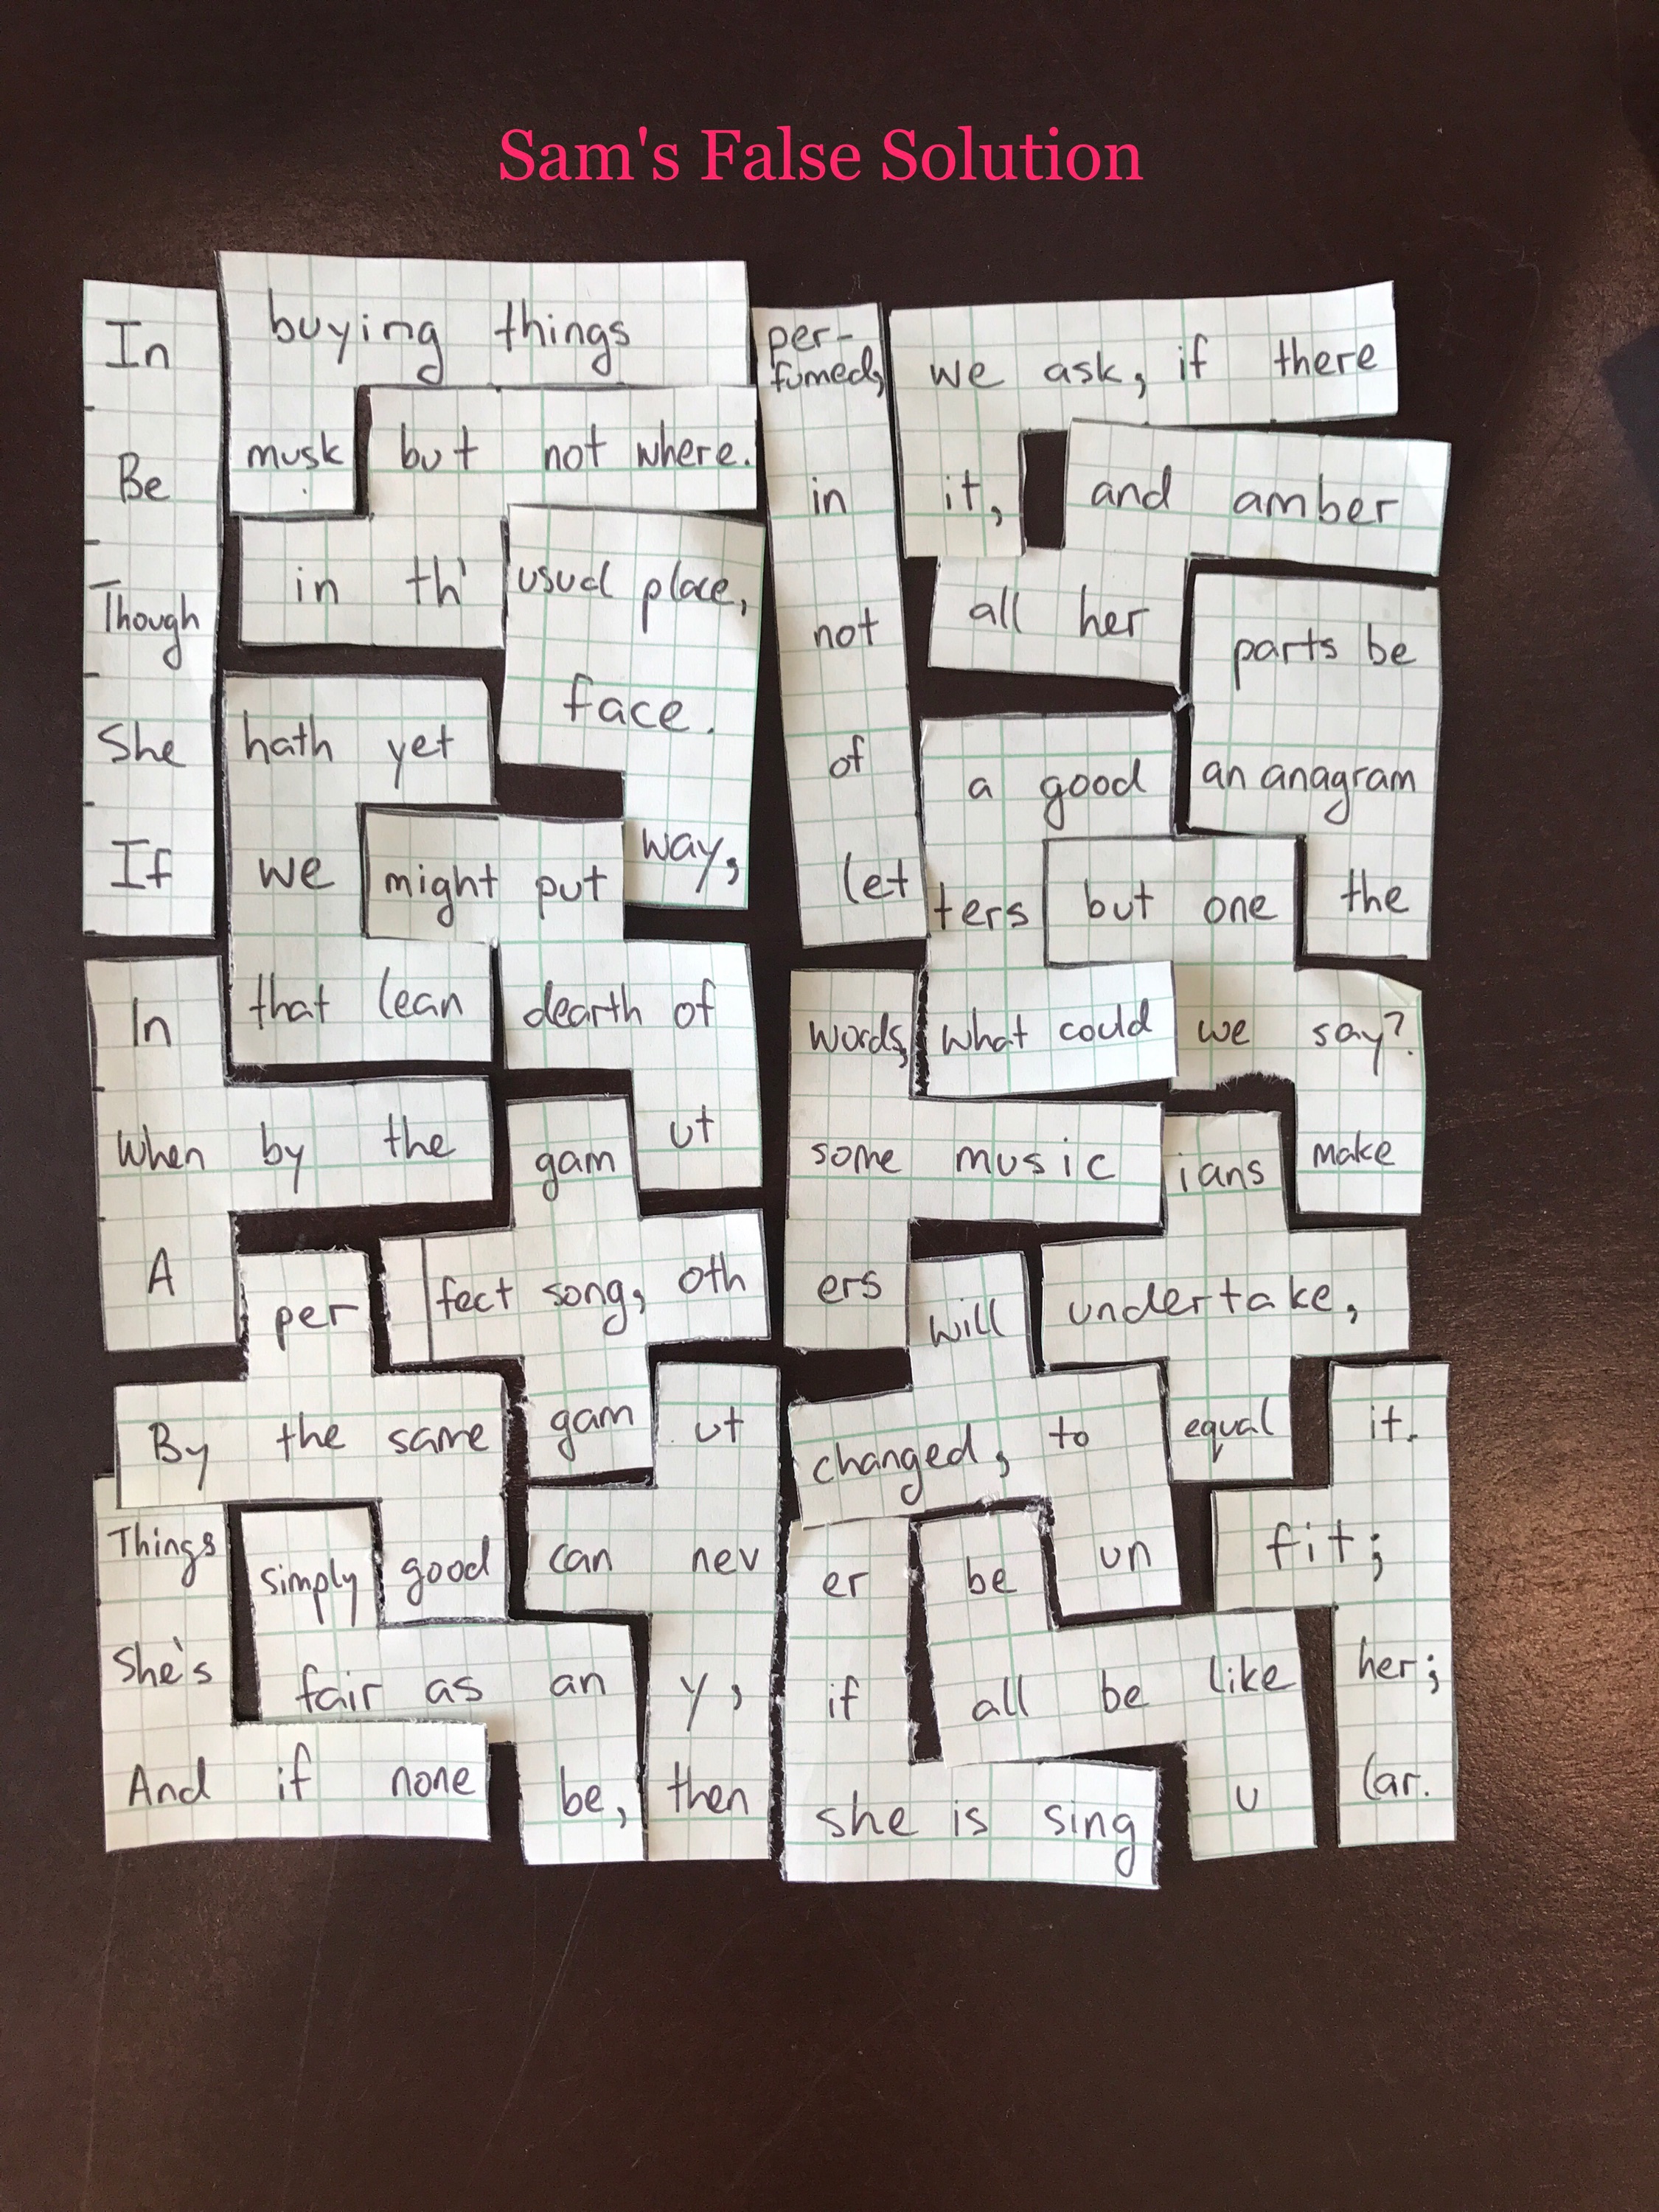 Sam's False Solution
In buying things per-fumed, we ask, if there
Be musk but not where. in it, and amber
Though in th' usual place, not all her parts be
She hath yet face. of a good an anagram
If we might put way, let ters but one the
In that lean dearth of words, what could we say?
When by the gam ut some music ians make
A per fect song, oth ers will undertake,
By the same gam ut changed, to equal it.
Things simply good can nev er be un fit;
She's fair as an y, if all be like her;
And if none be, then she is sing u lar.